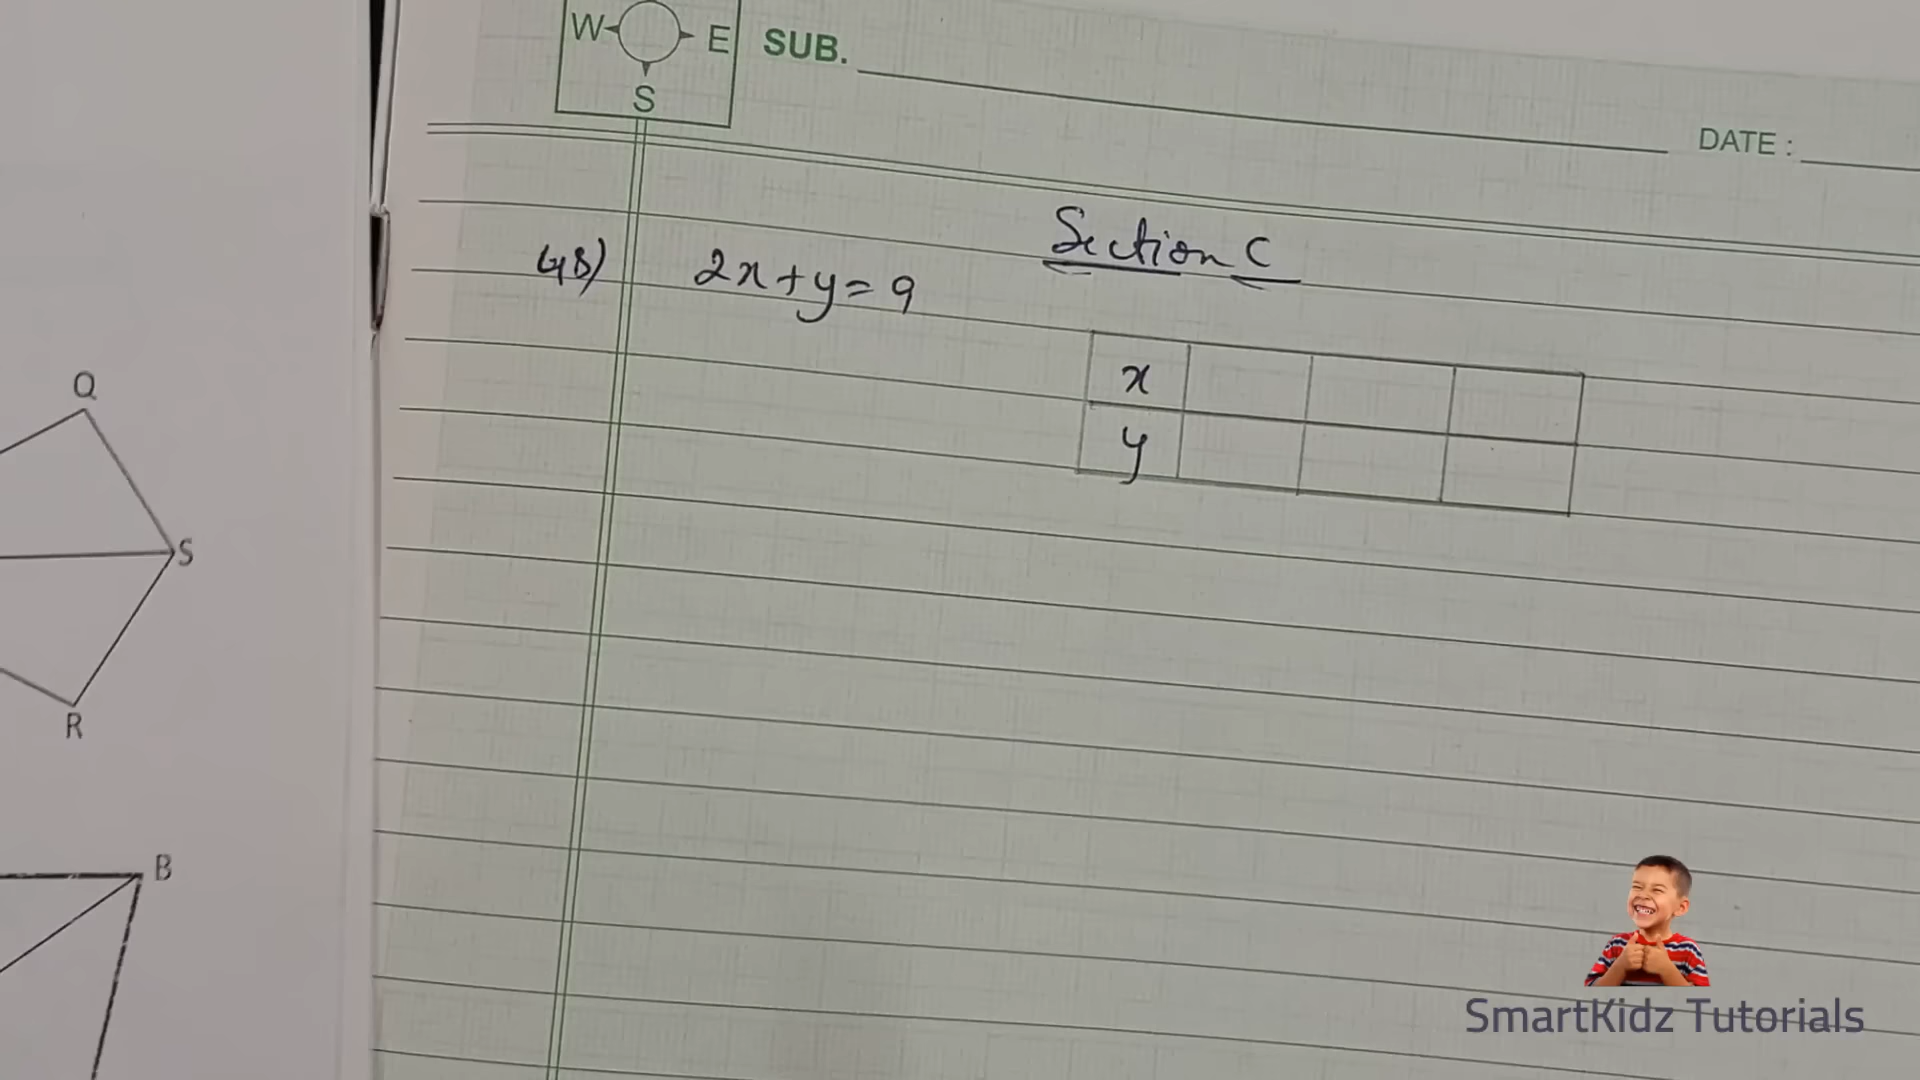 W E SUB.
S
DATE :
Section C
48) 2x+y=9
x
y
Q
S
R
B
SmartKidz Tutorials